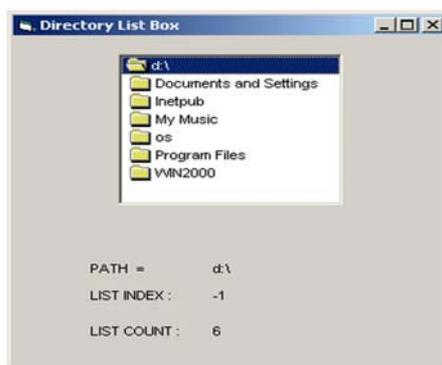 Directory List Box
d:\
Documents and Settings
Inetpub
My Music
os
Program Files
WIN2000
PATH = d:\
LIST INDEX : -1
LIST COUNT : 6